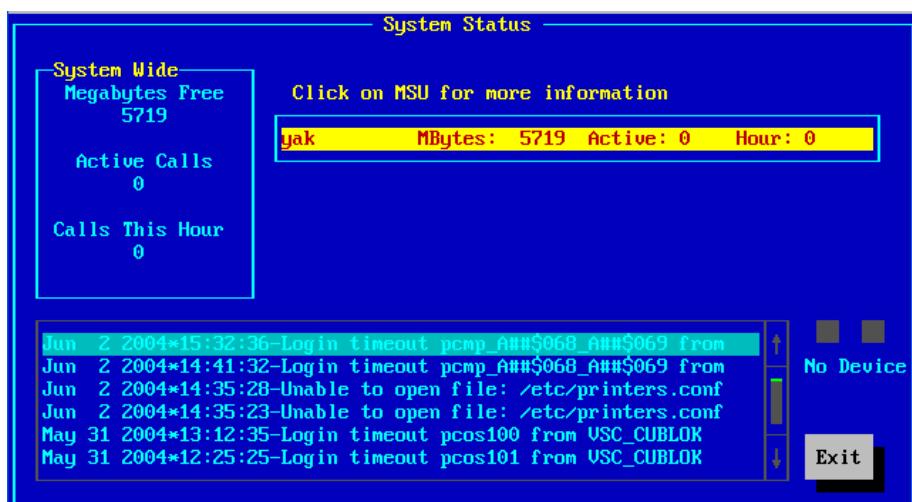 System Status
System Wide
Megabytes Free
5719
Active Calls
0
Calls This Hour
0
Click on MSU for more information
yak MBytes: 5719 Active: 0 Hour: 0
Jun 2 2004*15:32:36-Login timeout pcmp_A##$068_A##$069 from
Jun 2 2004*14:41:32-Login timeout pcmp_A##$068_A##$069 from
Jun 2 2004*14:35:28-Unable to open file: /etc/printers.conf
Jun 2 2004*14:35:23-Unable to open file: /etc/printers.conf
May 31 2004*13:12:35-Login timeout pcos100 from VSC_CUBLOK
May 31 2004*12:25:25-Login timeout pcos101 from VSC_CUBLOK
No Device
Exit